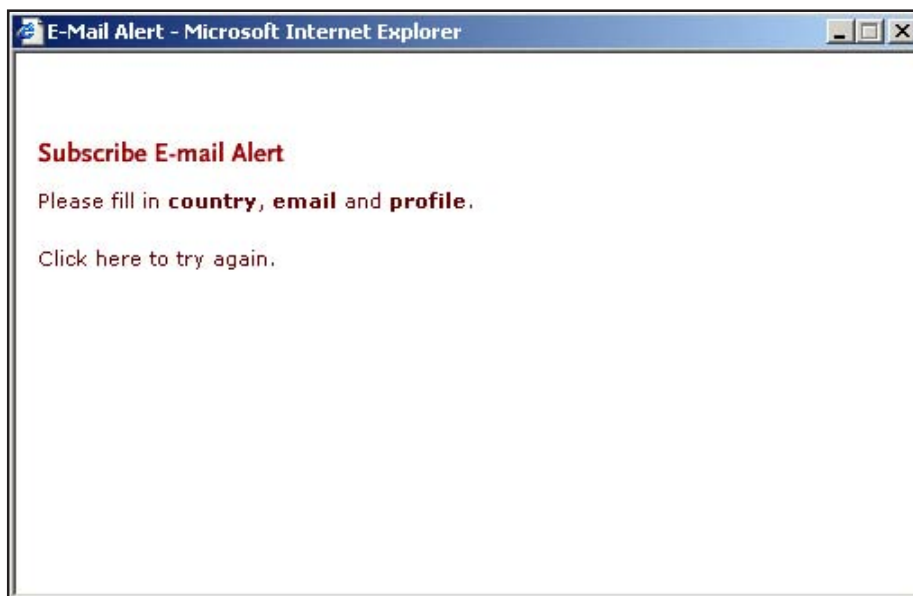 E-Mail Alert - Microsoft Internet Explorer
Subscribe E-mail Alert
Please fill in country, email and profile.
Click here to try again.